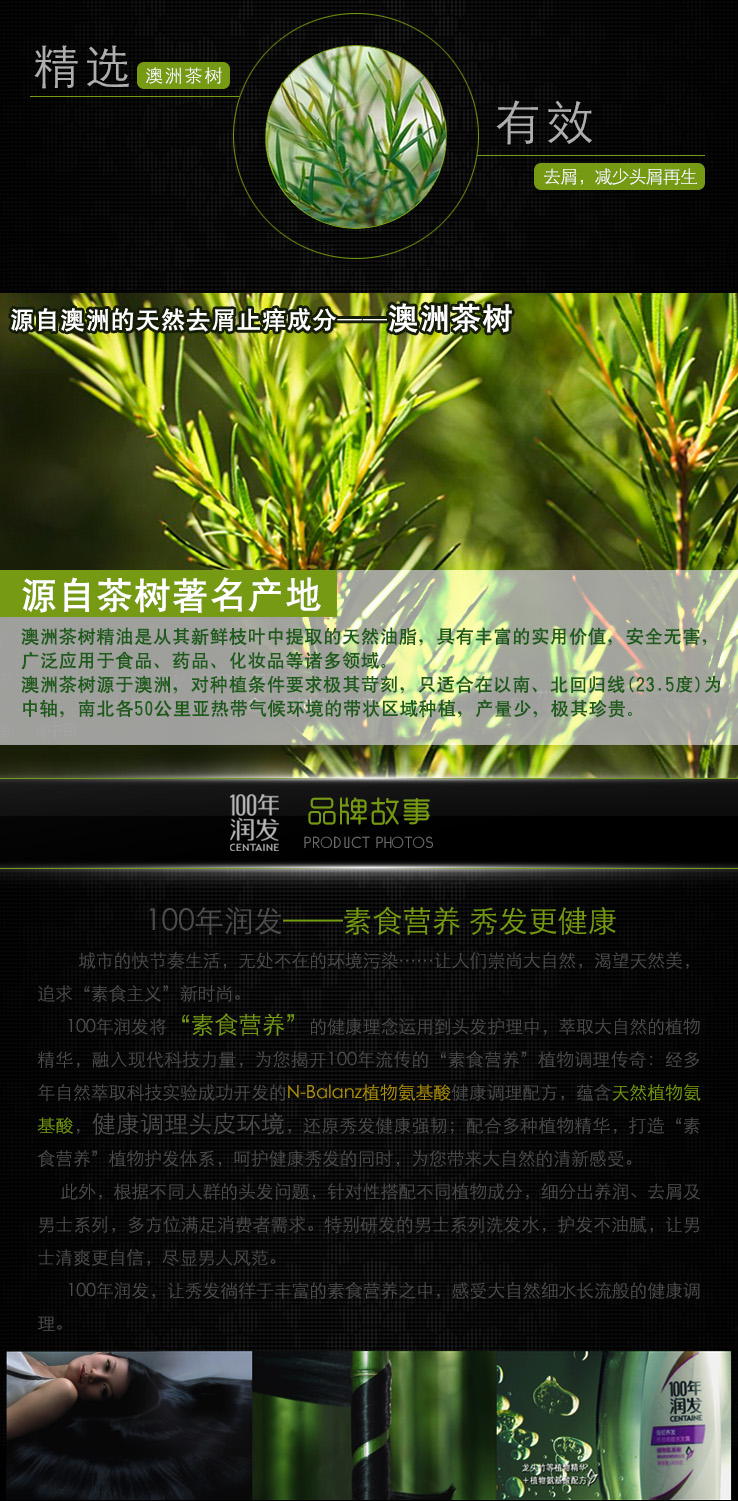 精选 澳洲茶树
有效
去屑，减少头屑再生
源自澳洲的天然去屑止痒成分——澳洲茶树
源自茶树著名产地
澳洲茶树精油是从其新鲜枝叶中提取的天然油脂，具有丰富的实用价值，安全无害，
广泛应用于食品、药品、化妆品等诸多领域。
澳洲茶树源于澳洲，对种植条件要求极其苛刻，只适合在以南、北回归线(23.5度)为
中轴，南北各50公里亚热带气候环境的带状区域种植，产量少，极其珍贵。
100年
润发
CENTAINE
品牌故事
PRODUCT PHOTOS
100年润发——素食营养 秀发更健康
城市的快节奏生活，无处不在的环境污染……让人们崇尚大自然，渴望天然美，
追求“素食主义”新时尚。
100年润发将“素食营养”的健康理念运用到头发护理中，萃取大自然的植物
精华，融入现代科技力量，为您揭开100年流传的“素食营养”植物调理传奇：经多
年自然萃取科技实验成功开发的N-Balanz植物氨基酸健康调理配方，蕴含天然植物氨
基酸，健康调理头皮环境，还原秀发健康强韧；配合多种植物精华，打造“素
食营养”植物护发体系，呵护健康秀发的同时，为您带来大自然的清新感受。
此外，根据不同人群的头发问题，针对性搭配不同植物成分，细分出养润、去屑及
男士系列，多方位满足消费者需求。特别研发的男士系列洗发水，护发不油腻，让男
士清爽更自信，尽显男人风范。
100年润发，让秀发徜徉于丰富的素食营养之中，感受大自然细水长流般的健康调
理。
100年
润发
CENTAINE
龙头竹等植物精华
+植物氨基酸配方